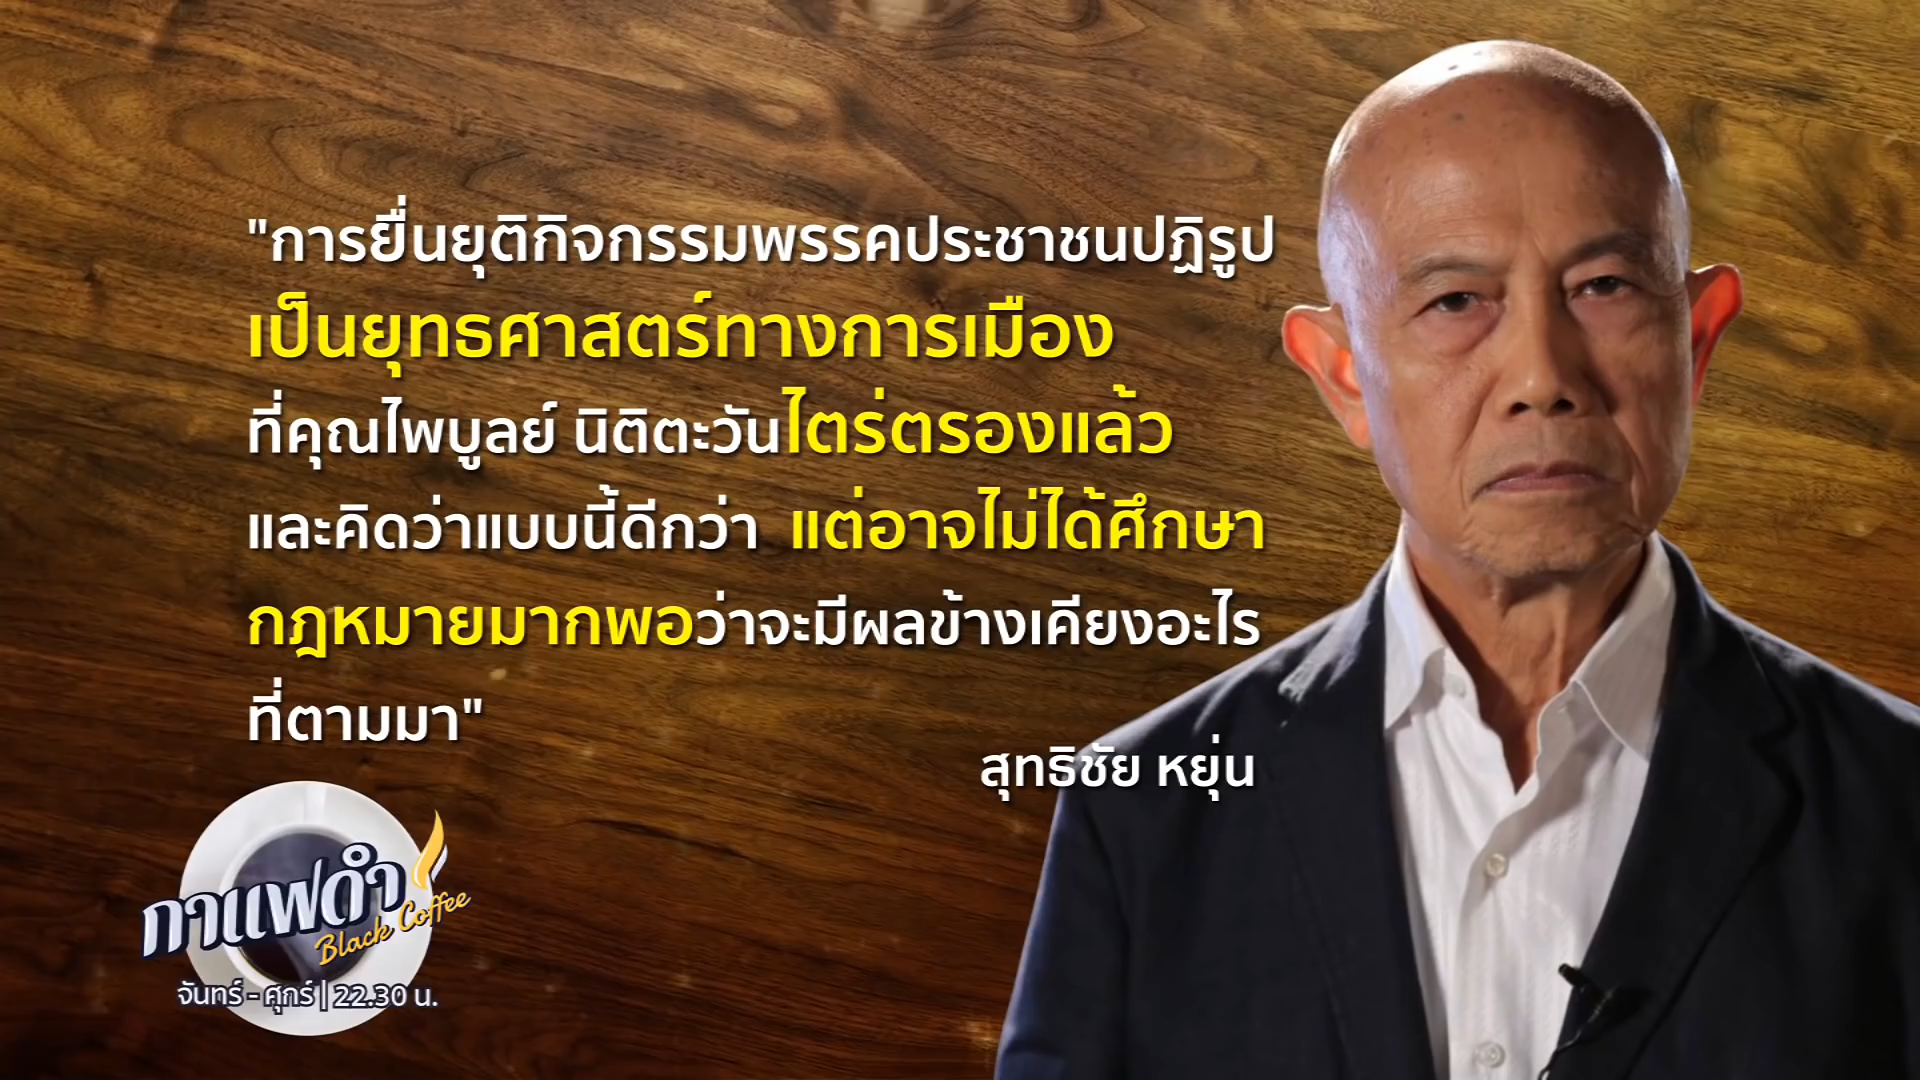 "การยื่นยุติกิจกรรมพรรคประชาชนปฏิรูป
เป็นยุทธศาสตร์ทางการเมือง
ที่คุณไพบูลย์ นิติตะวันไตร่ตรองแล้ว
และคิดว่าแบบนี้ดีกว่า แต่อาจไม่ได้ศึกษา
กฎหมายมากพอว่าจะมีผลข้างเคียงอะไร
ที่ตามมา"
สุทธิชัย หยุ่น
กาแฟดำ
Black Coffee
จันทร์ - ศุกร์ | 22.30 น.